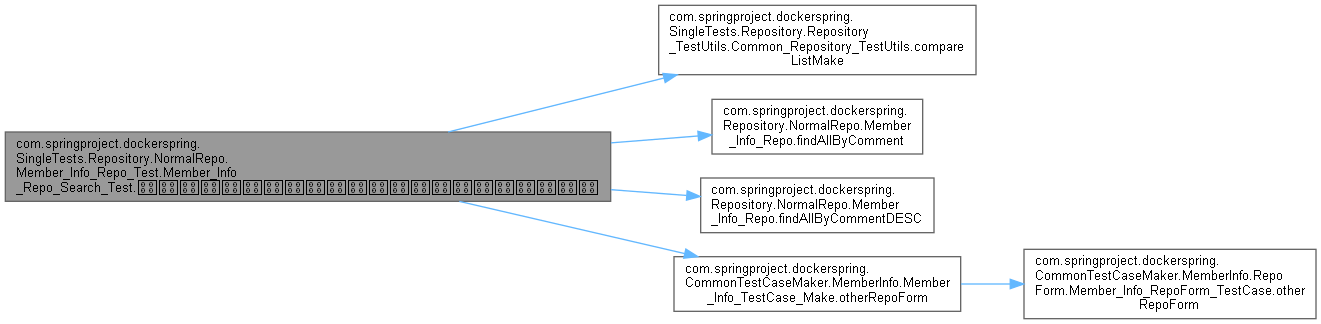 com.springproject.dockerspring.
SingleTests.Repository.Repository
_TestUtils.Common_Repository_TestUtils.compare
ListMake
com.springproject.dockerspring.
Repository.NormalRepo.Member
_Info_Repo.findAllByComment
com.springproject.dockerspring.
SingleTests.Repository.NormalRepo.
Member_Info_Repo_Test.Member_Info
_Repo_Search_Test.
com.springproject.dockerspring.
Repository.NormalRepo.Member
_Info_Repo.findAllByCommentDESC
com.springproject.dockerspring.
CommonTestCaseMaker.MemberInfo.Member
_Info_TestCase_Make.otherRepoForm
com.springproject.dockerspring.
CommonTestCaseMaker.MemberInfo.Repo
Form.Member_Info_RepoForm_TestCase.other
RepoForm